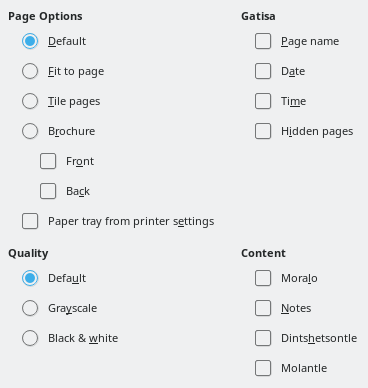 Page Options
Default
Fit to page
Tile pages
Brochure
Front
Back
Paper tray from printer settings
Gatisa
Page name
Date
Time
Hidden pages
Quality
Default
Grayscale
Black & white
Content
Moralo
Notes
Dintshetsontle
Molantle